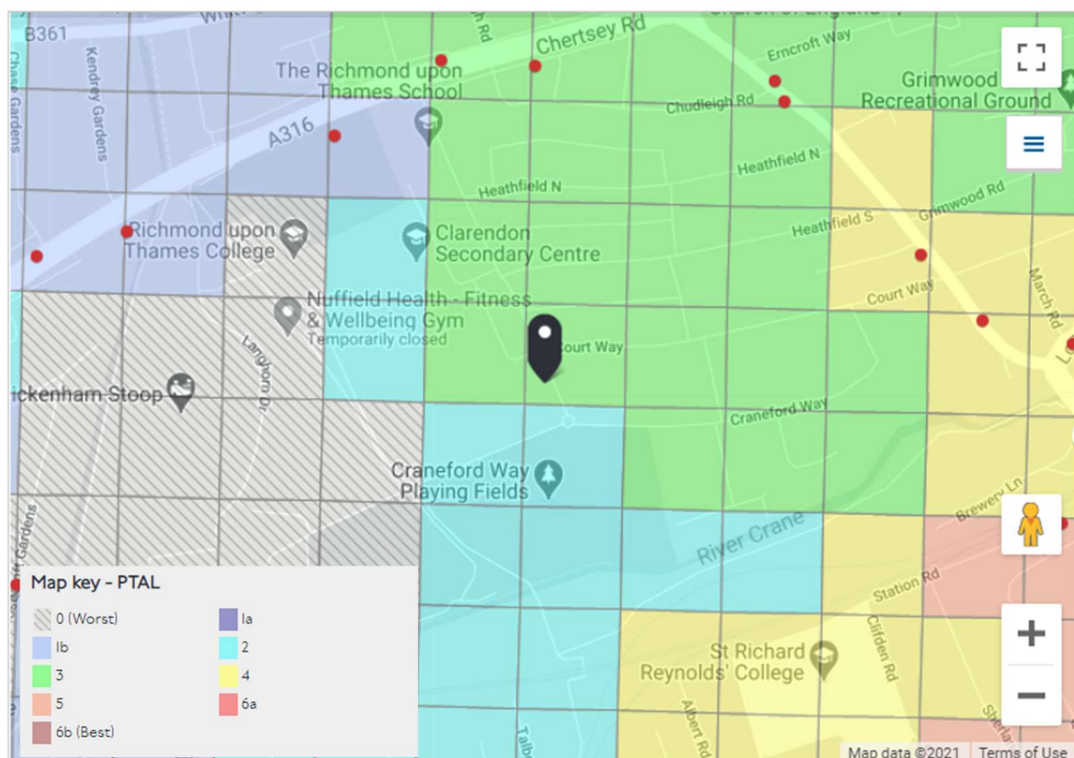 B361
Chertsey Rd
Erncroft Way
The Richmond upon
Thames School
Grimwood
Recreational Ground
Kendrey Gardens
Chudleigh Rd
A316
Heathfield N
Heathfield N
Grimwood Rd
Richmond upon
Thames College
Clarendon
Secondary Centre
Heathfield S
March Rd
Court Way
Nuffield Health - Fitness
& Wellbeing Gym
Temporarily closed
Court Way
Langhorn Dr
ickenham Stoop
Craneford Way
Craneford Way
Playing Fields
Brewery Ln
River Crane
Station Rd
Gardens
Map key - PTAL
0 (Worst)
1a
1b
2
3
4
5
6a
6b (Best)
St Richard
Reynolds' College
Clifden Rd
Albert Rd
Map data ©2021
Terms of Use